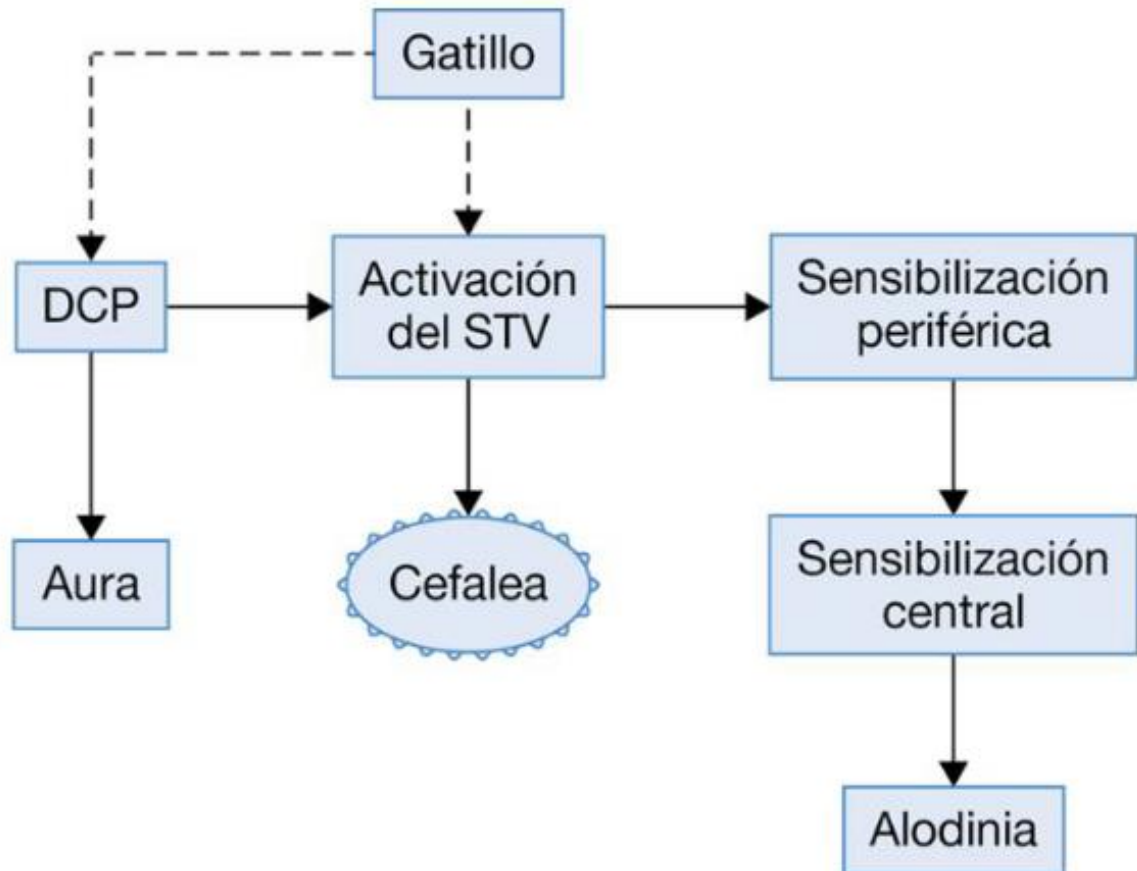 Gatillo
DCP
Activación
del STV
Sensibilización
periférica
Aura
Cefalea
Sensibilización
central
Alodinia